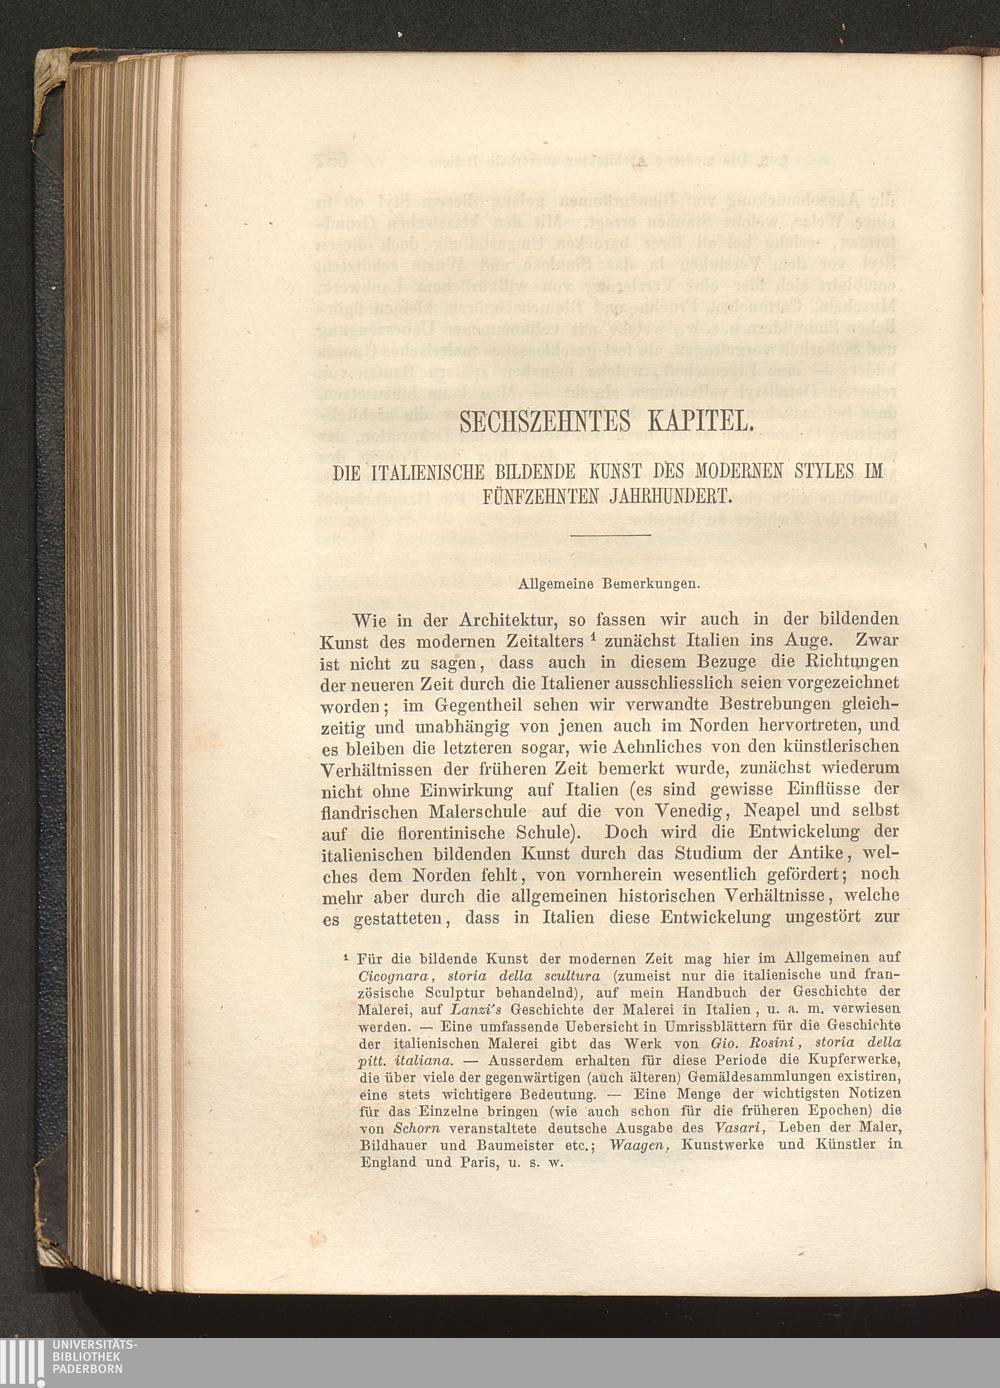 SECHSZEHNTES KAPITEL.
DIE ITALIENISCHE BILDENDE KUNST DES MODERNEN STYLES IM
FÜNFZEHNTEN JAHRHUNDERT.
Allgemeine Bemerkungen.
Wie in der Architektur, so fassen wir auch in der bildenden
Kunst des modernen Zeitalters ¹ zunächst Italien ins Auge. Zwar
ist nicht zu sagen, dass auch in diesem Bezuge die Richtungen
der neueren Zeit durch die Italiener ausschliesslich seien vorgezeichnet
worden; im Gegentheil sehen wir verwandte Bestrebungen gleich-
zeitig und unabhängig von jenen auch im Norden hervortreten, und
es bleiben die letzteren sogar, wie Aehnliches von den künstlerischen
Verhältnissen der früheren Zeit bemerkt wurde, zunächst wiederum
nicht ohne Einwirkung auf Italien (es sind gewisse Einflüsse der
flandrischen Malerschule auf die von Venedig, Neapel und selbst
auf die florentinische Schule). Doch wird die Entwickelung der
italienischen bildenden Kunst durch das Studium der Antike, wel-
ches dem Norden fehlt, von vornherein wesentlich gefördert; noch
mehr aber durch die allgemeinen historischen Verhältnisse, welche
es gestatteten, dass in Italien diese Entwickelung ungestört zur
¹ Für die bildende Kunst der modernen Zeit mag hier im Allgemeinen auf
Cicognara, storia della scultura (zumeist nur die italienische und fran-
zösische Sculptur behandelnd), auf mein Handbuch der Geschichte der
Malerei, auf Lanzi's Geschichte der Malerei in Italien, u. a. m. verwiesen
werden. — Eine umfassende Uebersicht in Umrissblättern für die Geschichte
der italienischen Malerei gibt das Werk von Gio. Rosini, storia della
pitt. italiana. — Ausserdem erhalten für diese Periode die Kupferwerke,
die über viele der gegenwärtigen (auch älteren) Gemäldesammlungen existiren,
eine stets wichtigere Bedeutung. — Eine Menge der wichtigsten Notizen
für das Einzelne bringen (wie auch schon für die früheren Epochen) die
von Schorn veranstaltete deutsche Ausgabe des Vasari, Leben der Maler,
Bildhauer und Baumeister etc.; Waagen, Kunstwerke und Künstler in
England und Paris, u. s. w.
UNIVERSITÄTS-
BIBLIOTHEK
PADERBORN